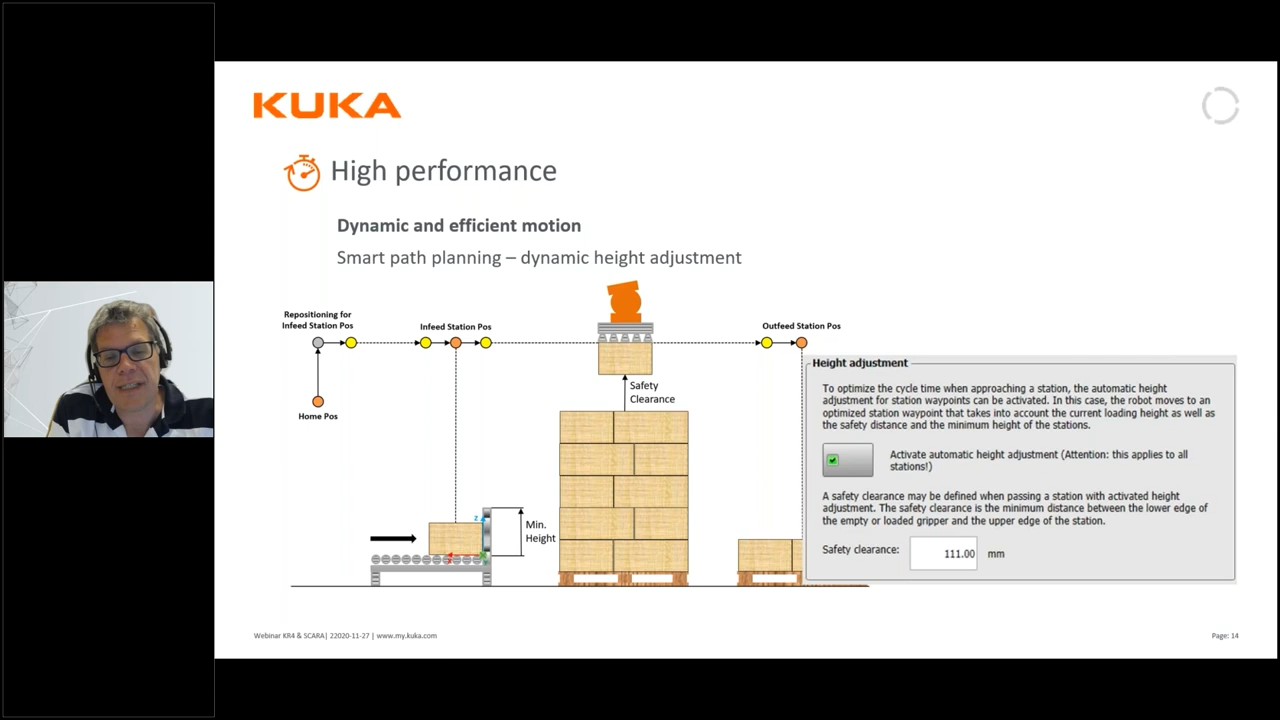 KUKA
High performance
Dynamic and efficient motion
Smart path planning – dynamic height adjustment
Repositioning for
Infeed Station Pos
Infeed Station Pos
Outfeed Station Pos
Home Pos
Safety
Clearance
Min.
Height
z
x
Height adjustment
To optimize the cycle time when approaching a station, the automatic height
adjustment for station waypoints can be activated. In this case, the robot moves to an
optimized station waypoint that takes into account the current loading height as well as
the safety distance and the minimum height of the stations.
Activate automatic height adjustment (Attention: this applies to all
stations!)
A safety clearance may be defined when passing a station with activated height
adjustment. The safety clearance is the minimum distance between the lower edge of
the empty or loaded gripper and the upper edge of the station.
Safety clearance: 111.00 mm
Webinar KR4 & SCARA| 22020-11-27 | www.my.kuka.com
Page: 14